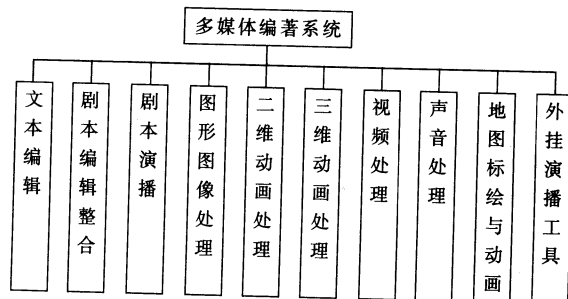 多媒体编著系统
文本编辑
剧本编辑整合
剧本演播
图形图像处理
二维动画处理
三维动画处理
视频处理
声音处理
地图标绘与动画
外挂演播工具